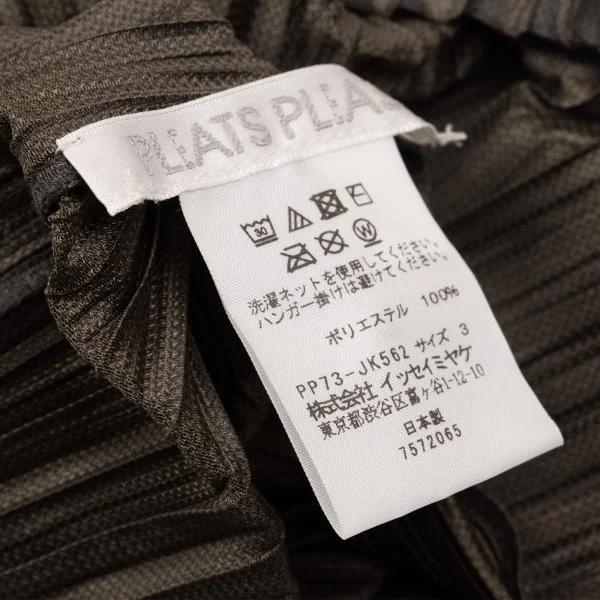 PLEATS PLEA
30
W
洗濯ネットを使用してください。
ハンガー掛けは避けてください。
ポリエステル 100%
PP73-JK562 サイズ 3
株式会社 イッセイミヤケ
東京都渋谷区富ヶ谷1-12-10
日本製
7572065